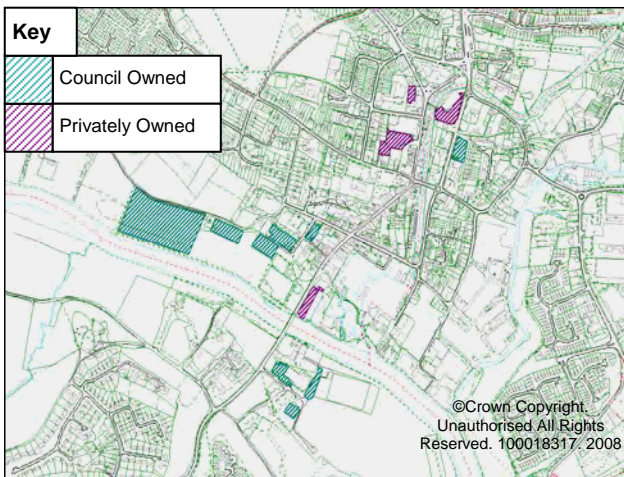 Key
Council Owned
Privately Owned
©Crown Copyright.
Unauthorised All Rights
Reserved. 100018317. 2008